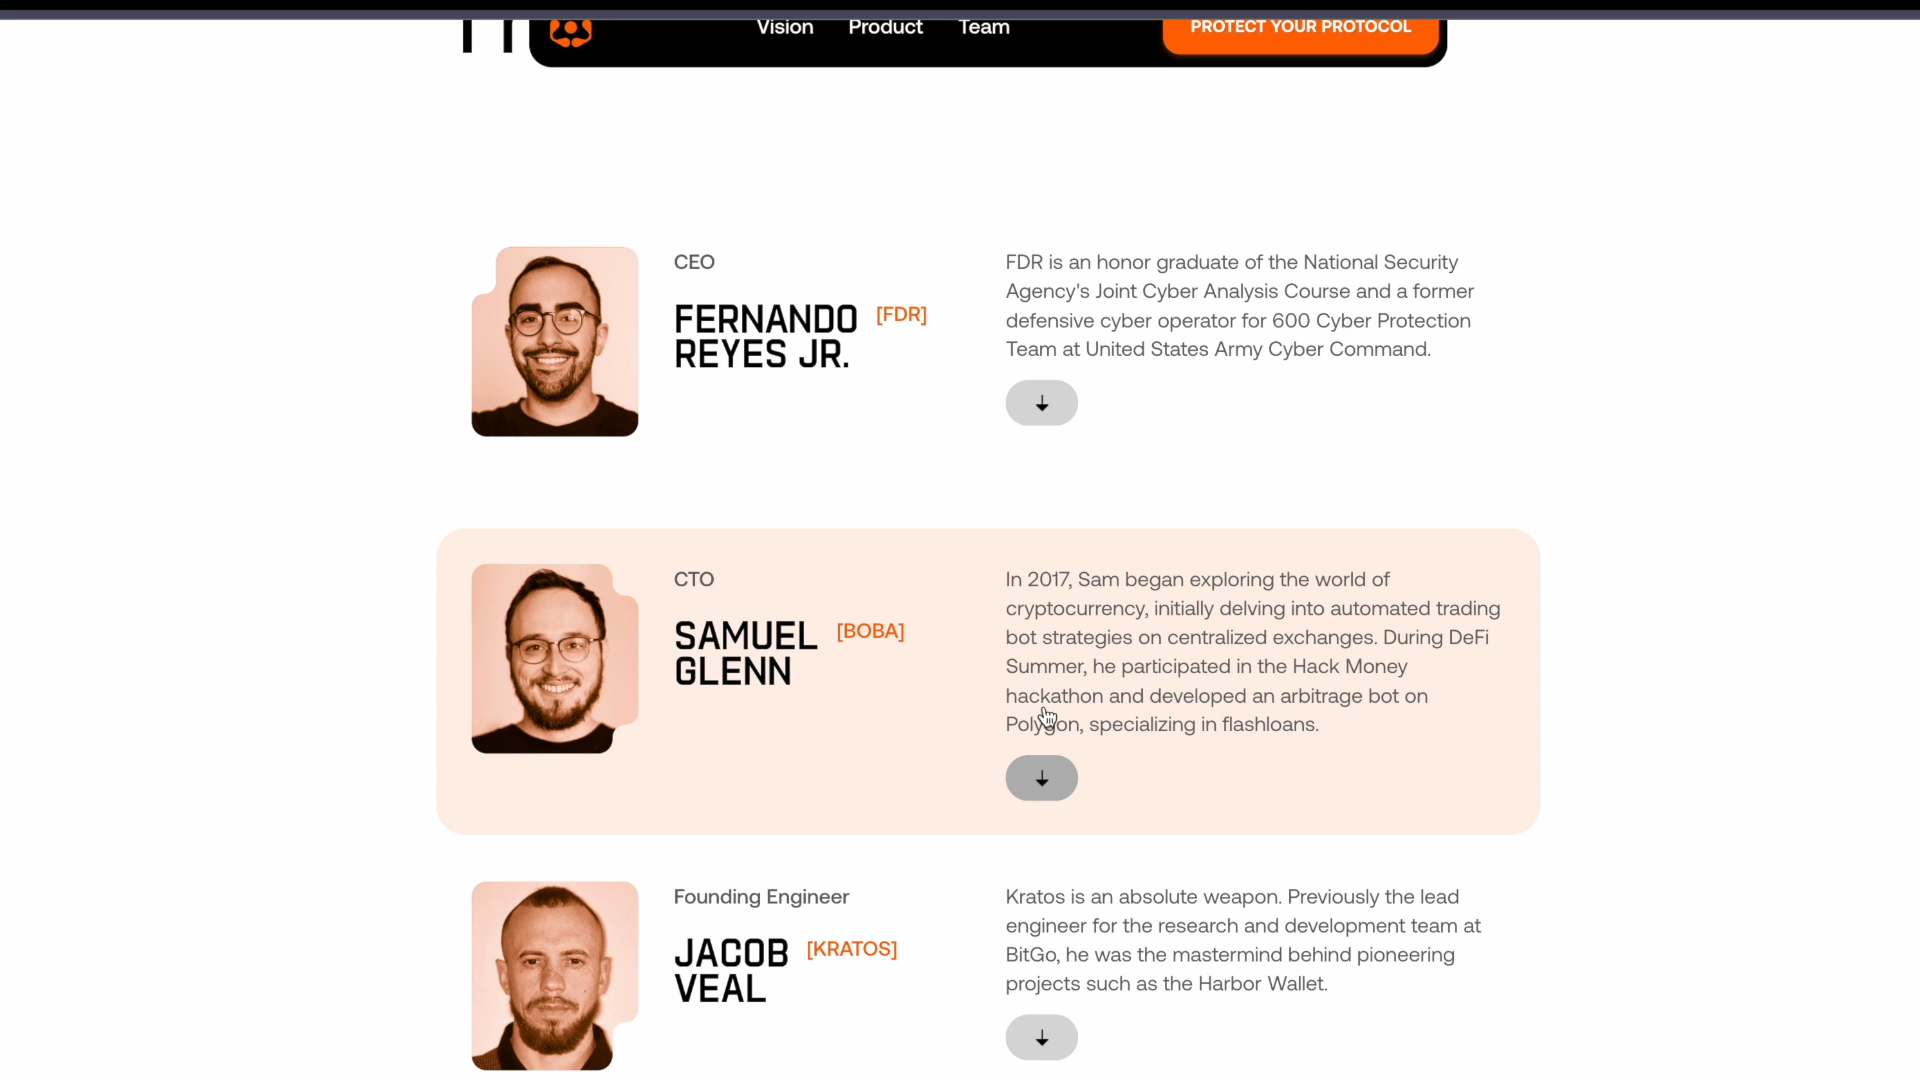 Vision
Product
Team
PROTECT YOUR PROTOCOL
CEO
FERNANDO [FDR]
REYES JR.
FDR is an honor graduate of the National Security
Agency's Joint Cyber Analysis Course and a former
defensive cyber operator for 600 Cyber Protection
Team at United States Army Cyber Command.
CTO
SAMUEL [BOBA]
GLENN
In 2017, Sam began exploring the world of
cryptocurrency, initially delving into automated trading
bot strategies on centralized exchanges. During DeFi
Summer, he participated in the Hack Money
hackathon and developed an arbitrage bot on
Polygon, specializing in flashloans.
Founding Engineer
JACOB [KRATOS]
VEAL
Kratos is an absolute weapon. Previously the lead
engineer for the research and development team at
BitGo, he was the mastermind behind pioneering
projects such as the Harbor Wallet.